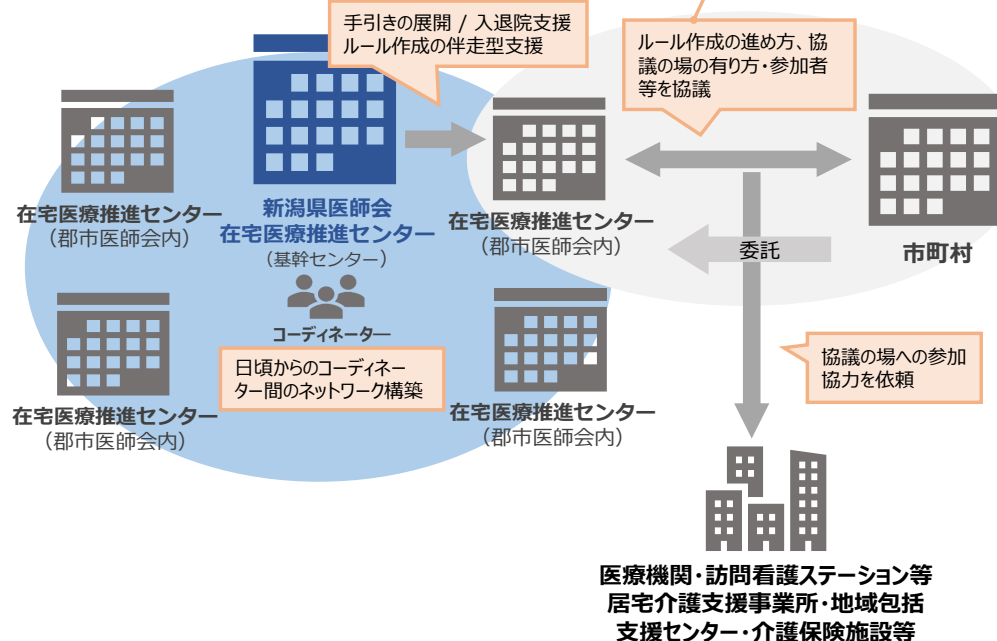 手引きの展開 / 入退院支援
ルール作成の伴走型支援
ルール作成の進め方、協
議の場の有り方・参加者
等を協議
在宅医療推進センター
（郡市医師会内）
新潟県医師会
在宅医療推進センター
（基幹センター）
在宅医療推進センター
（郡市医師会内）
委託
市町村
コーディネーター
日頃からのコーディネー
ター間のネットワーク構築
協議の場への参加
協力を依頼
在宅医療推進センター
（郡市医師会内）
在宅医療推進センター
（郡市医師会内）
医療機関・訪問看護ステーション等
居宅介護支援事業所・地域包括
支援センター・介護保険施設等